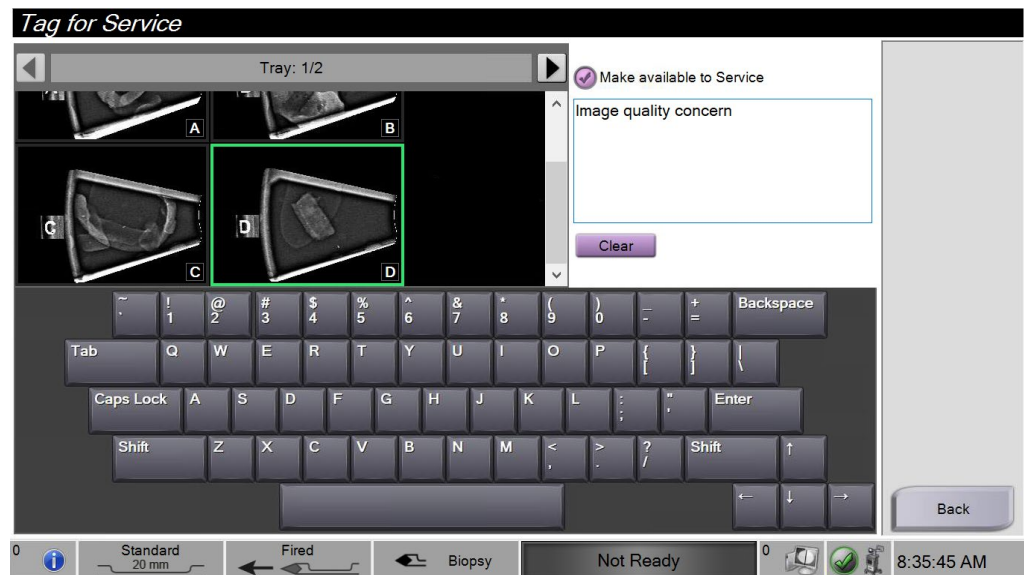 Tag for Service
Tray: 1/2
Make available to Service
Image quality concern
A
B
C
C
D
D
Clear
~ ! @ # $ % ^ & * ( ) _ + Backspace
` 1 2 3 4 5 6 7 8 9 0 - =
Tab Q W E R T Y U I O P { } |
[ ] \
Caps Lock A S D F G H J K L : " Enter
; '
Shift Z X C V B N M < > ? Shift ↑
, . /
← ↓ →
Back
0
Standard
20 mm
Fired
Biopsy
Not Ready
0
8:35:45 AM